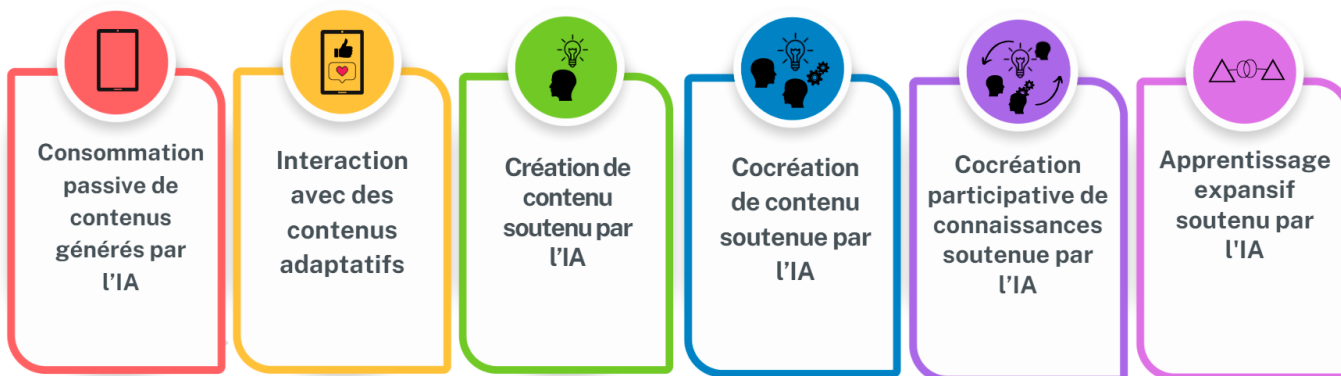 Consommation
passive de
contenus
générés par
l’IA
Interaction
avec des
contenus
adaptatifs
Création de
contenu
soutenu par
l’IA
Cocréation
de contenu
soutenue par
l’IA
Cocréation
participative de
connaissances
soutenue par
l’IA
Apprentissage
expansif
soutenu par
l'IA